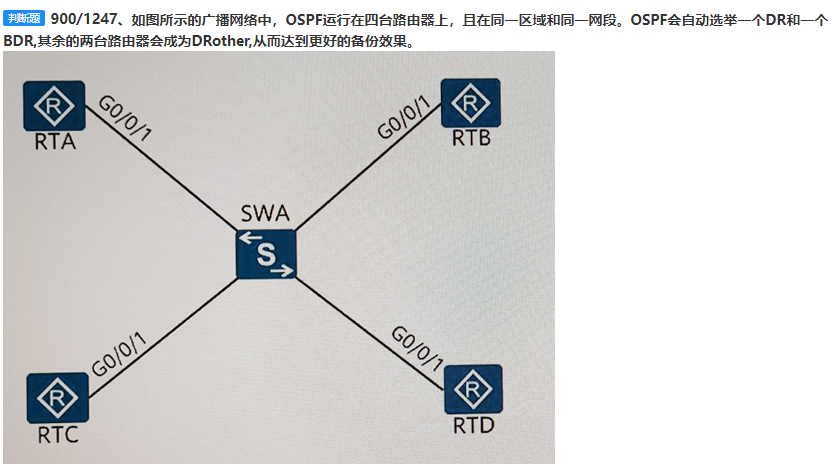 判断题 900/1247、如图所示的广播网络中，OSPF运行在四台路由器上，且在同一区域和同一网段。OSPF会自动选举一个DR和一个
BDR,其余的两台路由器会成为DRother,从而达到更好的备份效果。
R
G0/0/1
G0/0/1
R
RTA
RTB
SWA
S
G0/0/1
G0/0/1
R
R
RTC
RTD